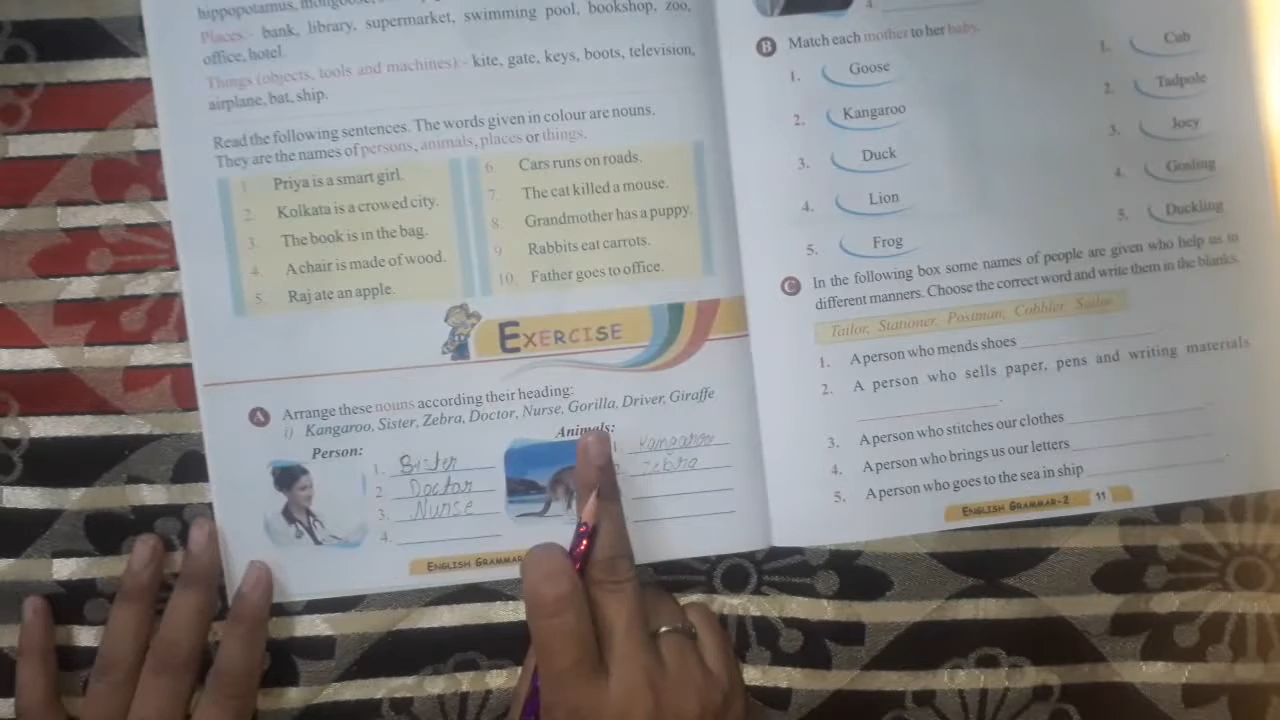 hippopotamus,
Places:- bank, library, supermarket, swimming pool, bookshop, zoo,
office, hotel.
Things (objects, tools and machines):- kite, gate, keys, boots, television,
airplane, bat, ship.
Read the following sentences. The words given in colour are nouns.
They are the names of persons, animals, places or things.
1. Priya is a smart girl.
2. Kolkata is a crowed city.
3. The book is in the bag.
4. A chair is made of wood.
5. Raj ate an apple.
6. Cars runs on roads.
7. The cat killed a mouse.
8. Grandmother has a puppy.
9. Rabbits eat carrots.
10. Father goes to office.
EXERCISE
A Arrange these nouns according their heading:
i) Kangaroo, Sister, Zebra, Doctor, Nurse, Gorilla, Driver, Giraffe
Person:
1. Sister
2. Doctor
3. Nurse
4.
Animals:
1 Kangaroo
Zebra
ENGLISH GRAMMAR
B Match each mother to her baby.
1. Goose
2. Kangaroo
3. Duck
4. Lion
5. Frog
1. Cub
2. Tadpole
3. Joey
4. Gosling
5. Duckling
C In the following box some names of people are given who help us to
different manners. Choose the correct word and write them in the blanks.
Tailor, Stationer, Postman, Cobbler, Sailor
1. A person who mends shoes
2. A person who sells paper, pens and writing materials
.
3. A person who stitches our clothes
4. A person who brings us our letters
5. A person who goes to the sea in ship .
ENGLISH GRAMMAR-2 11